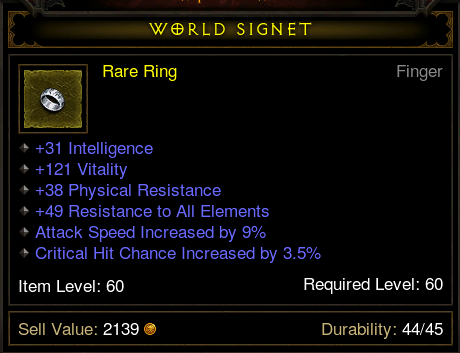 WORLD SIGNET
Rare Ring Finger
+31 Intelligence
+121 Vitality
+38 Physical Resistance
+49 Resistance to All Elements
Attack Speed Increased by 9%
Critical Hit Chance Increased by 3.5%
Item Level: 60 Required Level: 60
Sell Value: 2139 Durability: 44/45